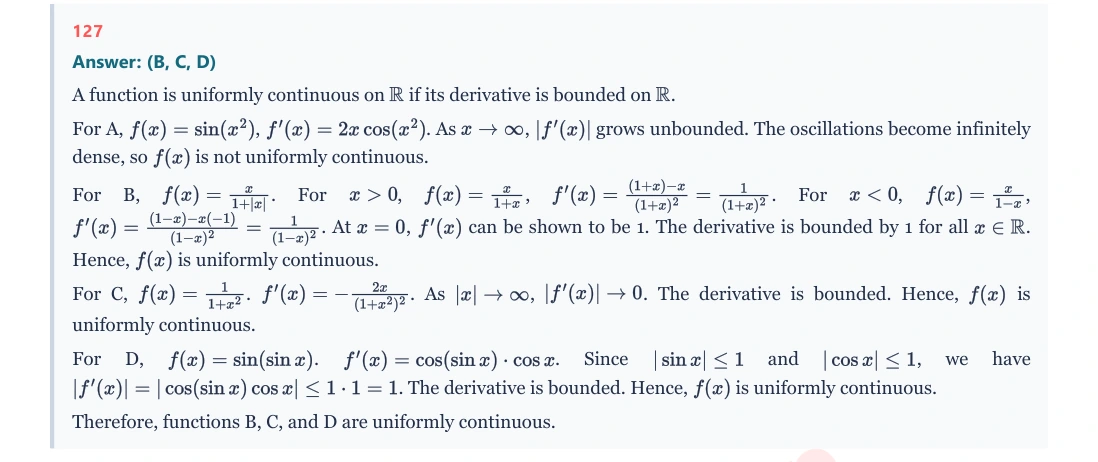 127
Answer: (B, C, D)
A function is uniformly continuous on ℝ if its derivative is bounded on ℝ.
For A, f(x) = sin(x²), f′(x) = 2x cos(x²). As x → ∞, |f′(x)| grows unbounded. The oscillations become infinitely
dense, so f(x) is not uniformly continuous.
For B, f(x) = x/(1+|x|). For x > 0, f(x) = x/(1+x), f′(x) = ((1+x)−x)/(1+x)² = 1/(1+x)². For x < 0, f(x) = x/(1−x),
f′(x) = ((1−x)−x(−1))/(1−x)² = 1/(1−x)². At x = 0, f′(x) can be shown to be 1. The derivative is bounded by 1 for all x ∈ ℝ.
Hence, f(x) is uniformly continuous.
For C, f(x) = 1/(1+x²). f′(x) = −2x/(1+x²)². As |x| → ∞, |f′(x)| → 0. The derivative is bounded. Hence, f(x) is
uniformly continuous.
For D, f(x) = sin(sin x). f′(x) = cos(sin x) · cos x. Since |sin x| ≤ 1 and |cos x| ≤ 1, we have
|f′(x)| = |cos(sin x) cos x| ≤ 1 · 1 = 1. The derivative is bounded. Hence, f(x) is uniformly continuous.
Therefore, functions B, C, and D are uniformly continuous.